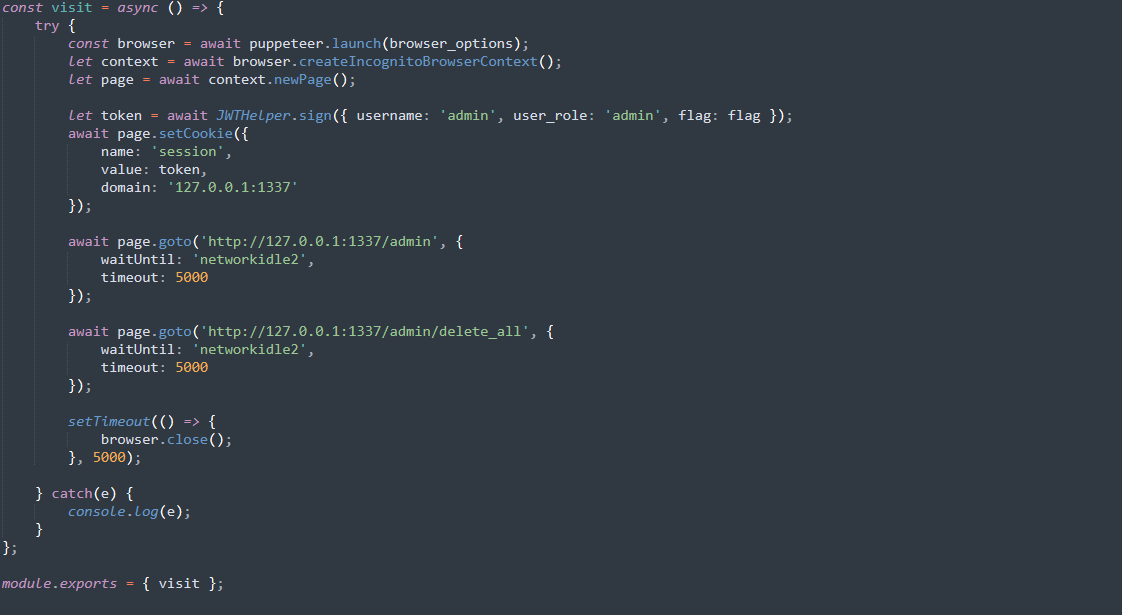 const visit = async () => {
try {
const browser = await puppeteer.launch(browser_options);
let context = await browser.createIncognitoBrowserContext();
let page = await context.newPage();
let token = await JWTHelper.sign({ username: 'admin', user_role: 'admin', flag: flag });
await page.setCookie({
name: 'session',
value: token,
domain: '127.0.0.1:1337'
});
await page.goto('http://127.0.0.1:1337/admin', {
waitUntil: 'networkidle2',
timeout: 5000
});
await page.goto('http://127.0.0.1:1337/admin/delete_all', {
waitUntil: 'networkidle2',
timeout: 5000
});
setTimeout(() => {
browser.close();
}, 5000);
} catch(e) {
console.log(e);
}
};
module.exports = { visit };